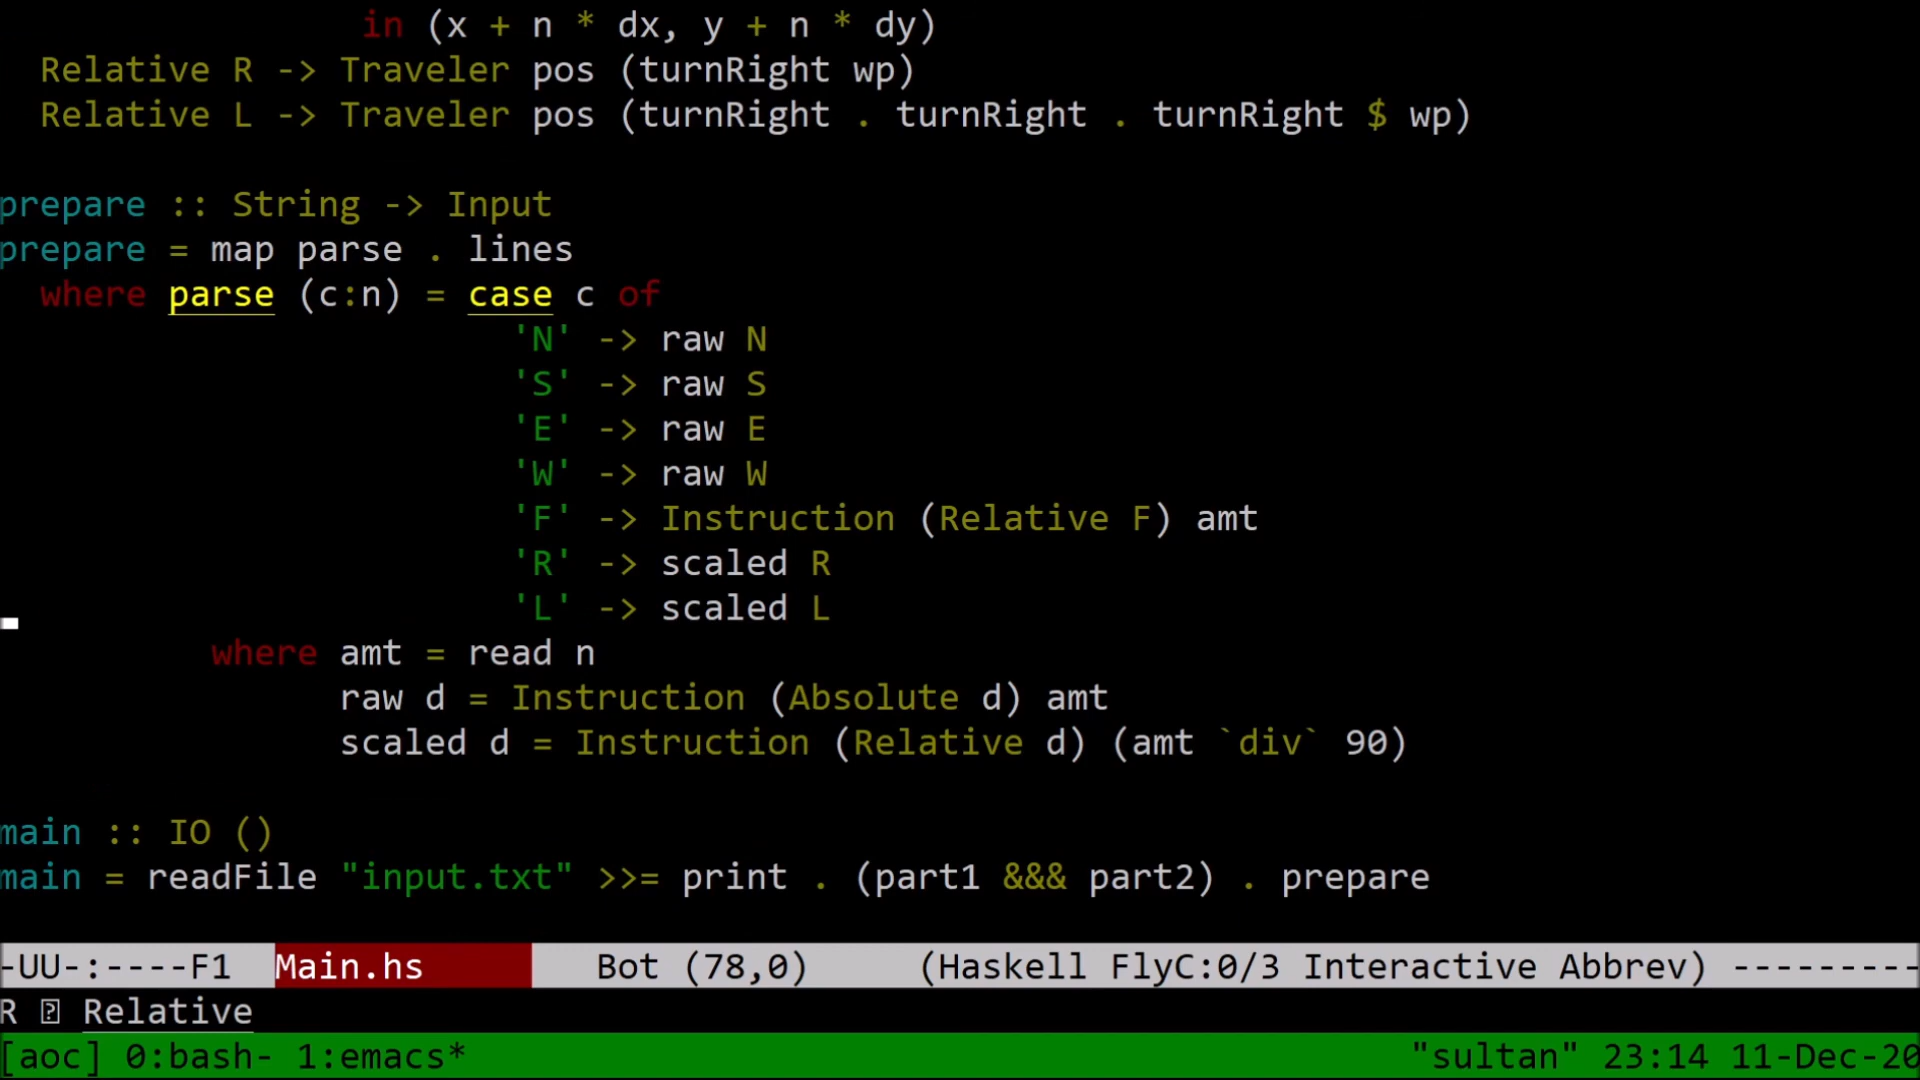 in (x + n * dx, y + n * dy)
Relative R -> Traveler pos (turnRight wp)
Relative L -> Traveler pos (turnRight . turnRight . turnRight $ wp)
prepare :: String -> Input
prepare = map parse . lines
where parse (c:n) = case c of
'N' -> raw N
'S' -> raw S
'E' -> raw E
'W' -> raw W
'F' -> Instruction (Relative F) amt
'R' -> scaled R
'L' -> scaled L
where amt = read n
raw d = Instruction (Absolute d) amt
scaled d = Instruction (Relative d) (amt `div` 90)
main :: IO ()
main = readFile "input.txt" >>= print . (part1 &&& part2) . prepare
-UU-:----F1 Main.hs Bot (78,0) (Haskell FlyC:0/3 Interactive Abbrev) ---------
R ⍰ Relative
[aoc] 0:bash- 1:emacs* "sultan" 23:14 11-Dec-20